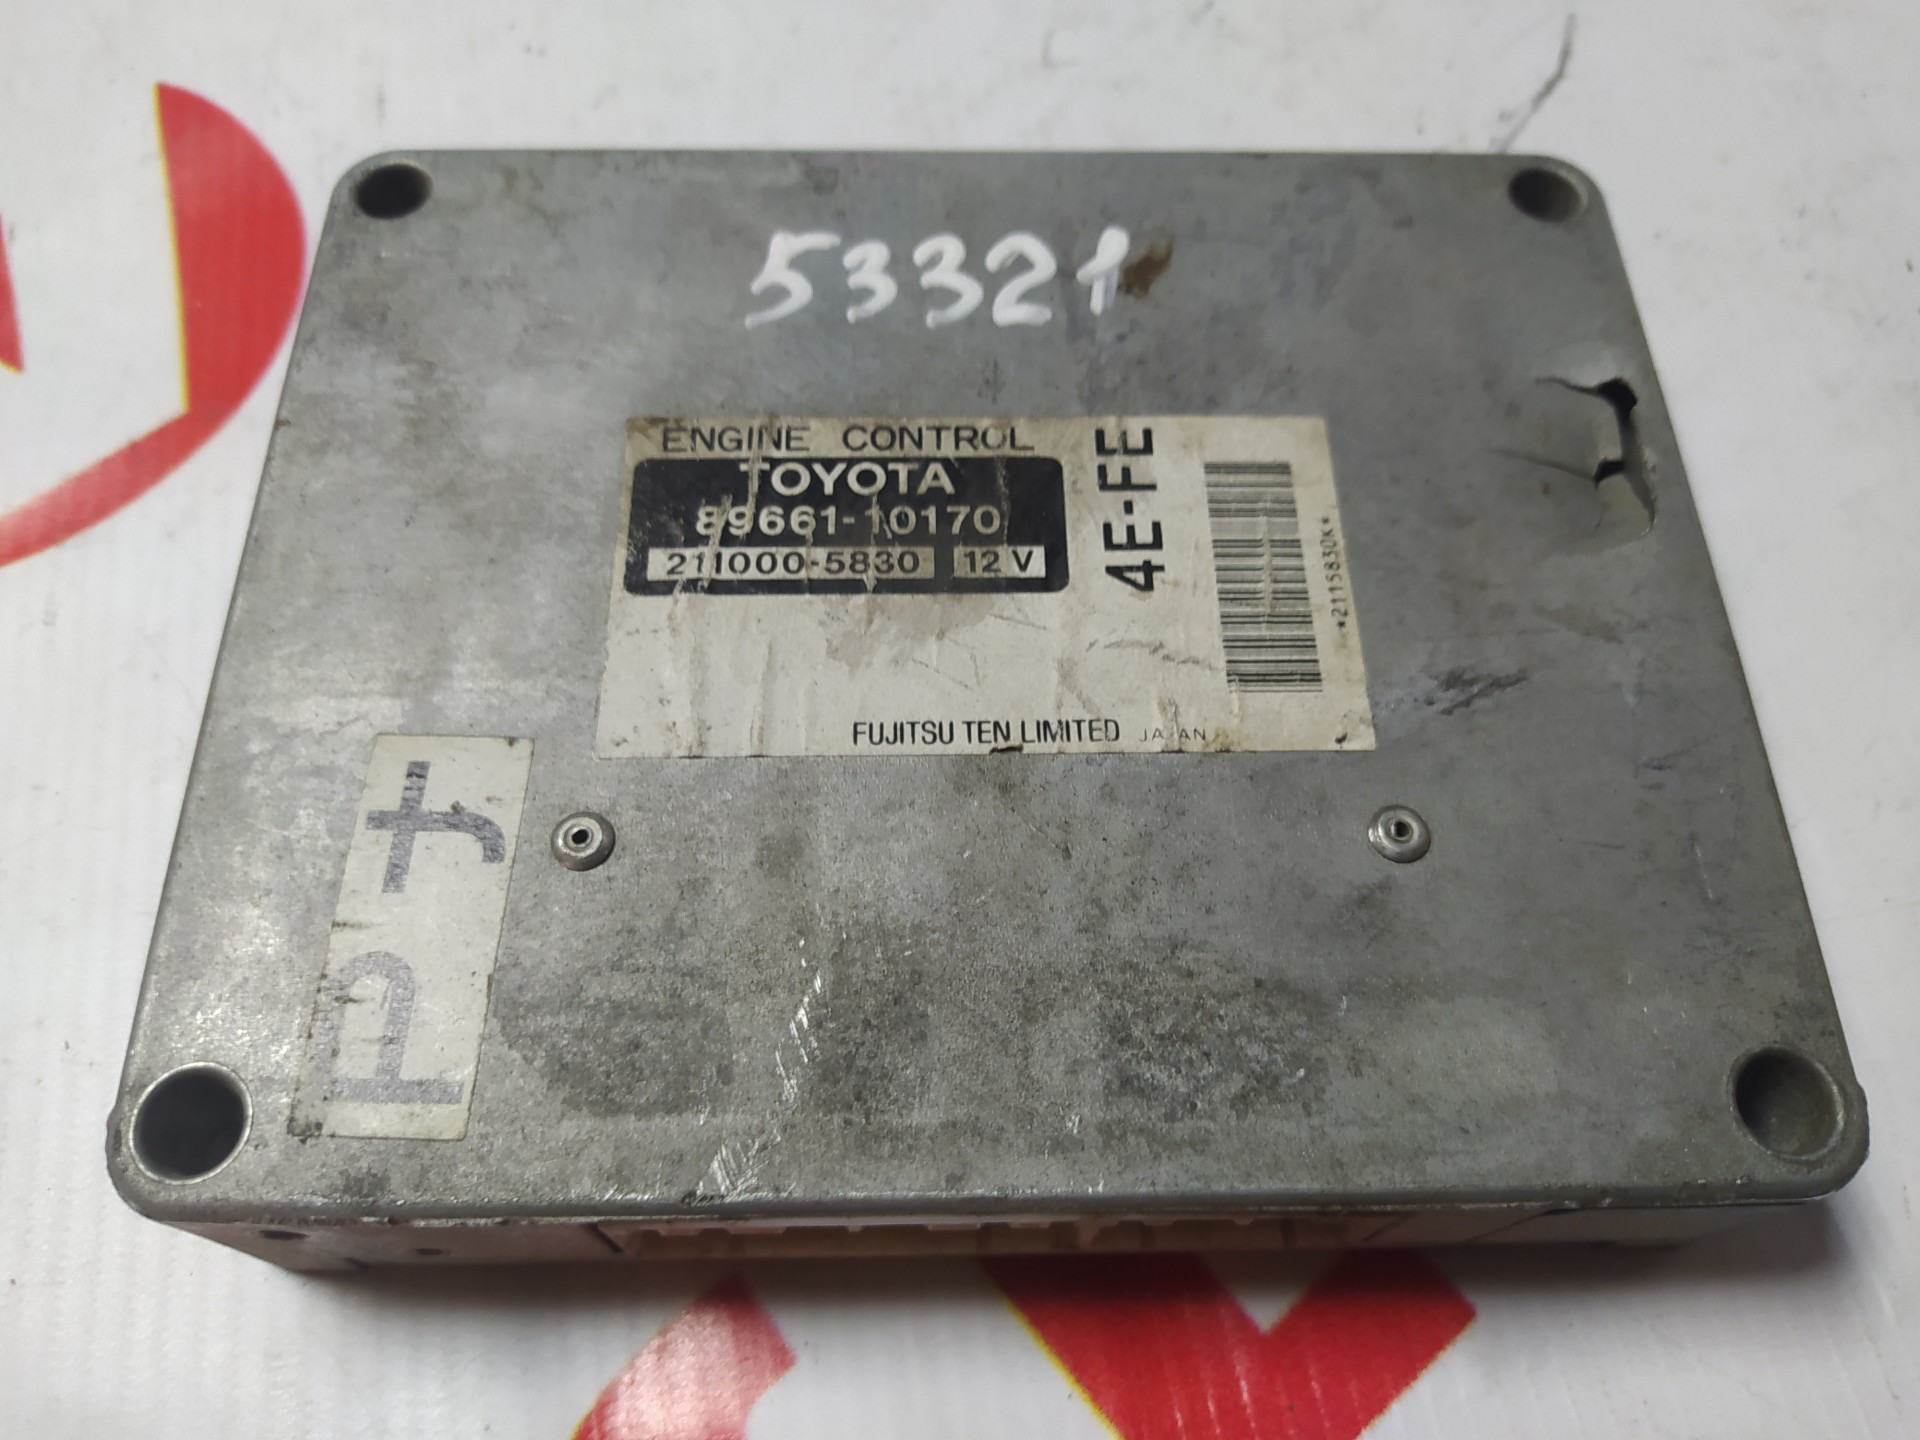 53321
ENGINE CONTROL
TOYOTA
89661-10170
211000-5830 12 V
4E-FE
*2115830K*
FUJITSU TEN LIMITED JAPAN